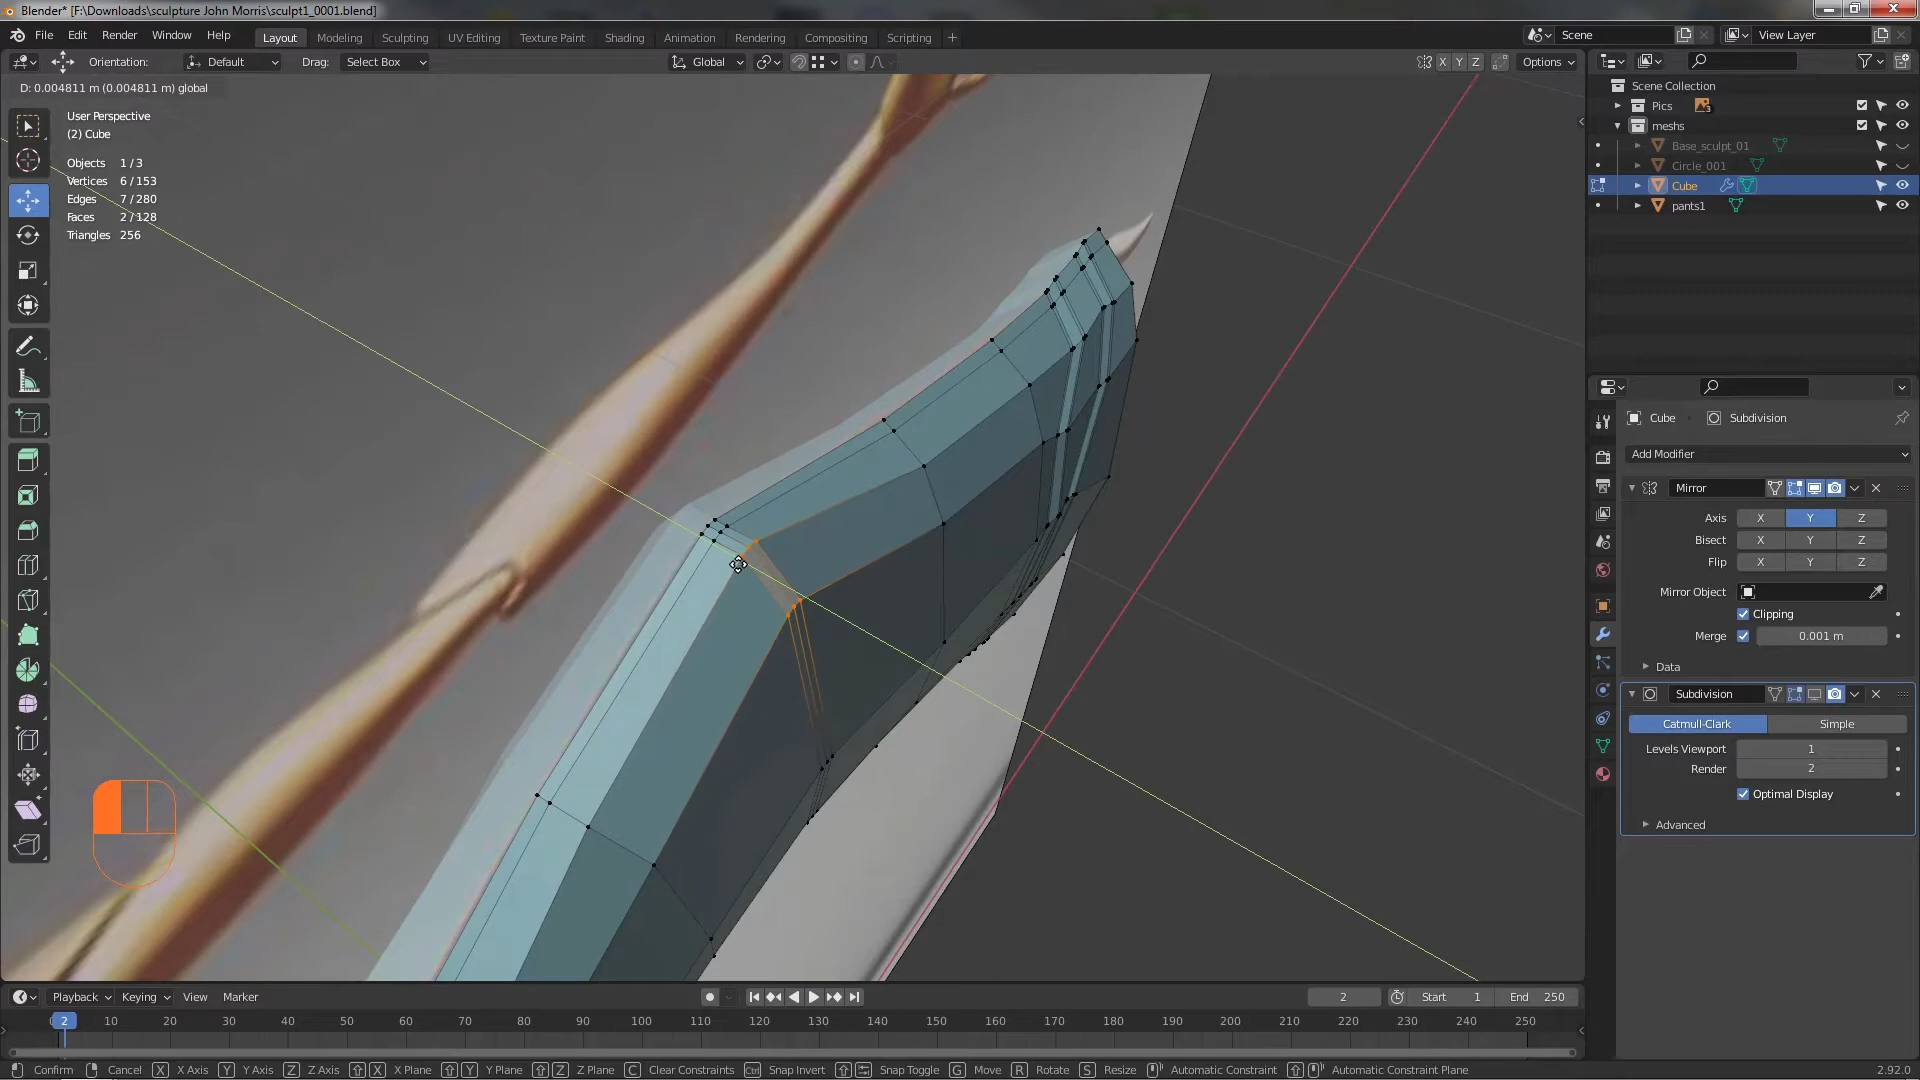 Blender* [F:\Downloads\sculpture John Morris\sculpt1_0001.blend]
File Edit Render Window Help Layout Modeling Sculpting UV Editing Texture Paint Shading Animation Rendering Compositing Scripting + Scene View Layer
Orientation: Default Drag: Select Box Global X Y Z Options
D: 0.004811 m (0.004811 m) global
User Perspective
(2) Cube
Objects 1 / 3
Vertices 6 / 153
Edges 7 / 280
Faces 2 / 128
Triangles 256
Scene Collection
Pics 3
meshs
Base_sculpt_01
Circle_001
Cube
pants1
Cube Subdivision
Add Modifier
Mirror
Axis X Y Z
Bisect X Y Z
Flip X Y Z
Mirror Object
Clipping
Merge 0.001 m
Data
Subdivision
Catmull-Clark Simple
Levels Viewport 1
Render 2
Optimal Display
Advanced
Playback Keying View Marker 2 Start 1 End 250
2 10 20 30 40 50 60 70 80 90 100 110 120 130 140 150 160 170 180 190 200 210 220 230 240 250
Confirm Cancel X X Axis Y Y Axis Z Z Axis X X Plane Y Y Plane Z Z Plane C Clear Constraints Ctrl Snap Invert Snap Toggle G Move R Rotate S Resize Automatic Constraint Automatic Constraint Plane 2.92.0